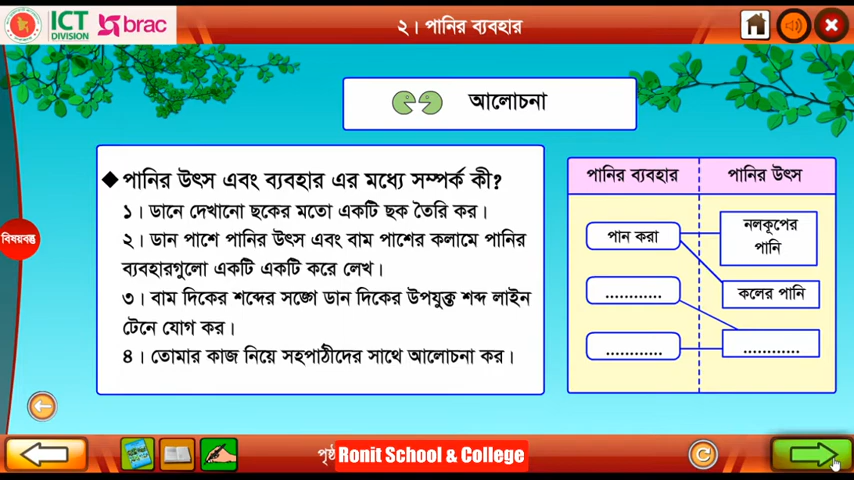 ICT
DIVISION
brac
২। পানির ব্যবহার
আলোচনা
পানির উৎস এবং ব্যবহার এর মধ্যে সম্পর্ক কী?
১। ডানে দেখানো ছকের মতো একটি ছক তৈরি কর।
২। ডান পাশে পানির উৎস এবং বাম পাশের কলামে পানির
ব্যবহারগুলো একটি একটি করে লেখ।
৩। বাম দিকের শব্দের সঙ্গে ডান দিকের উপযুক্ত শব্দ লাইন
টেনে যোগ কর।
৪। তোমার কাজ নিয়ে সহপাঠীদের সাথে আলোচনা কর।
পানির ব্যবহার
পানির উৎস
পান করা
নলকূপের
পানি
কলের পানি
............
............
............
বিষয়বস্তু
Ronit School & College